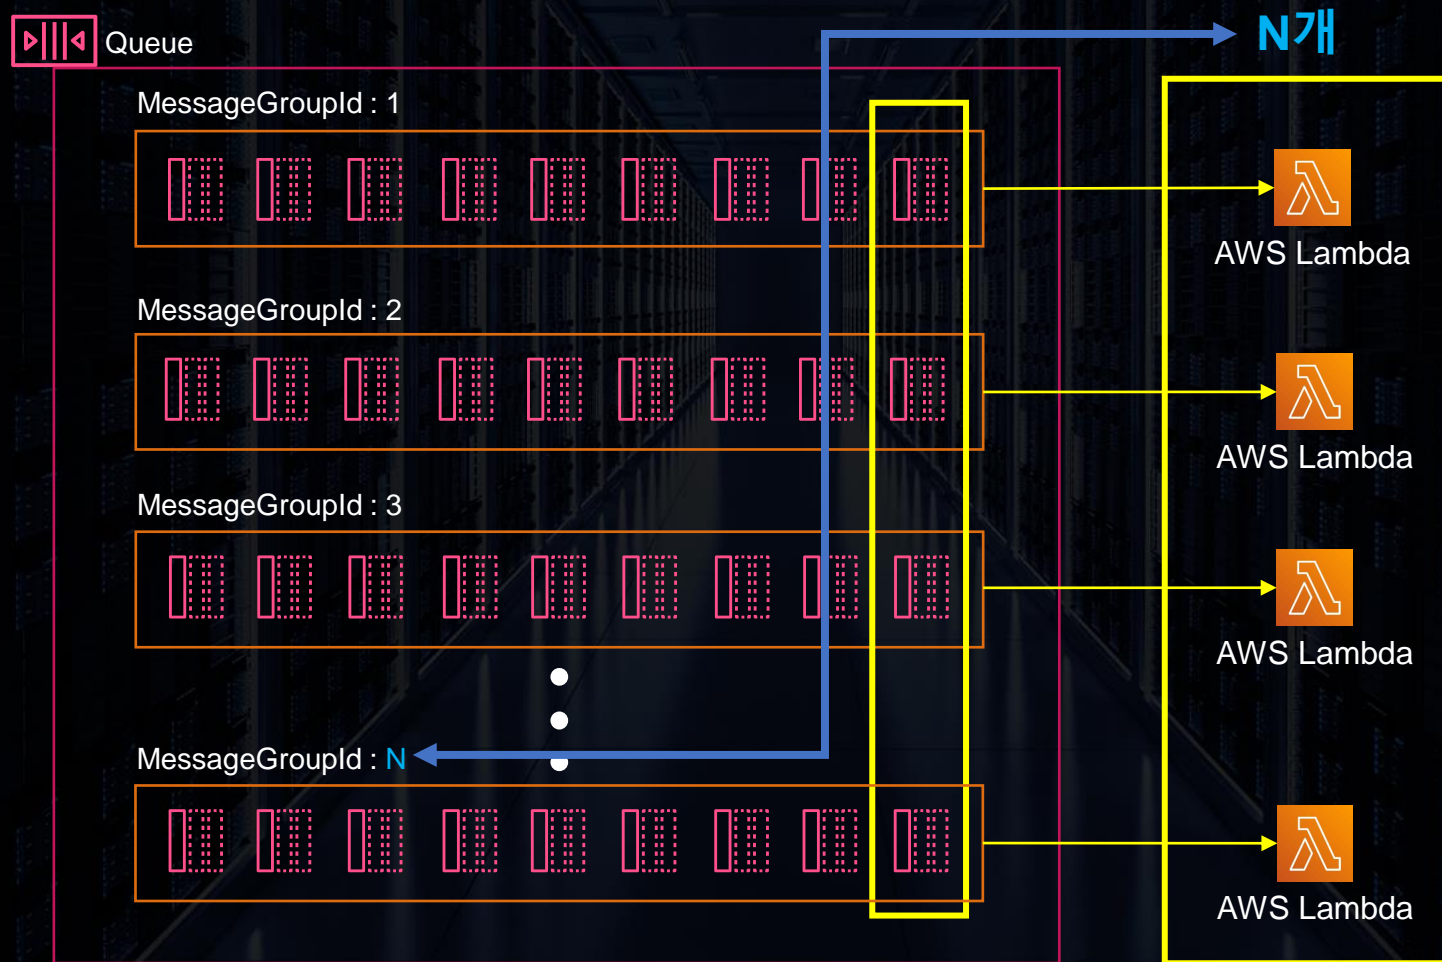 Queue
N개
MessageGroupId : 1
AWS Lambda
MessageGroupId : 2
AWS Lambda
MessageGroupId : 3
AWS Lambda
MessageGroupId : N
AWS Lambda